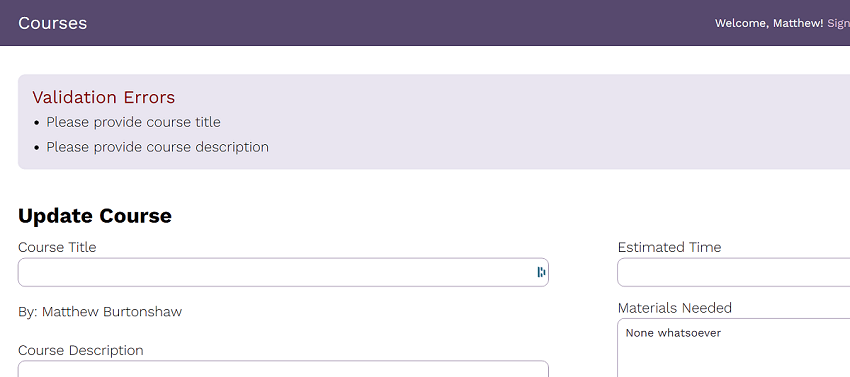 Courses
Welcome, Matthew! Sign
Validation Errors
Please provide course title
Please provide course description
Update Course
Course Title
Estimated Time
By: Matthew Burtonshaw
Materials Needed
None whatsoever
Course Description